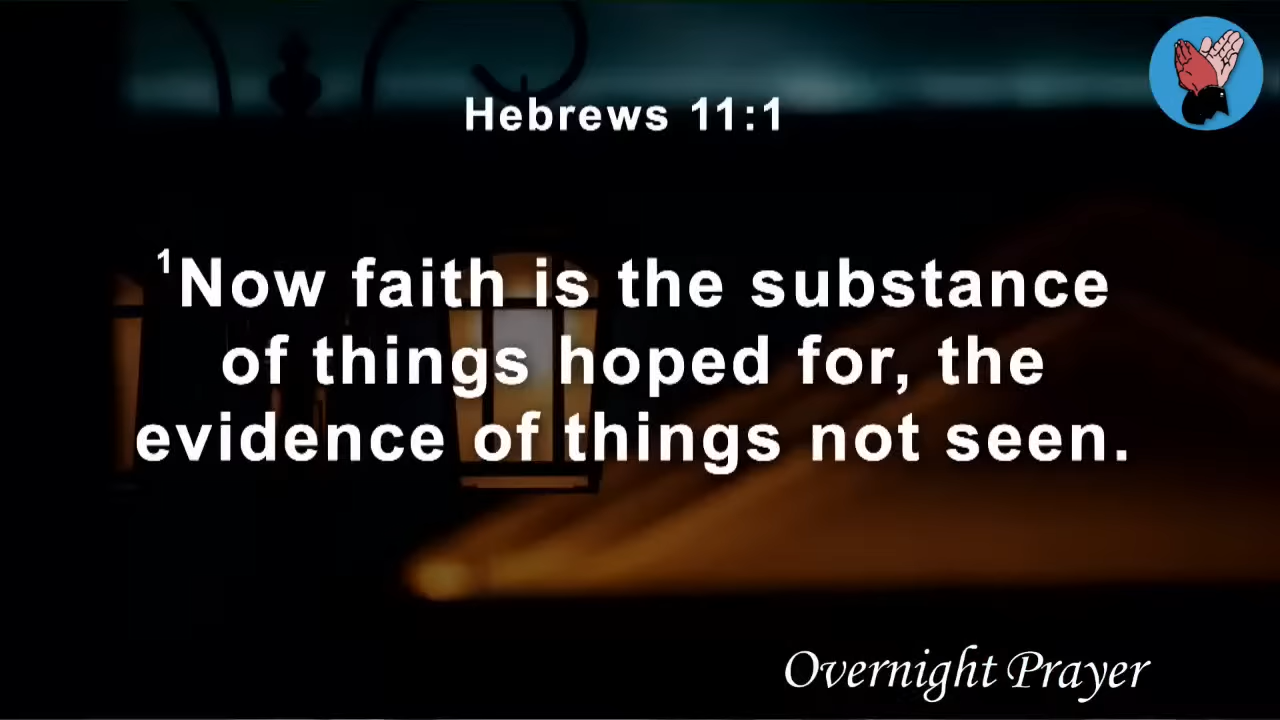 Hebrews 11:1
¹Now faith is the substance
of things hoped for, the
evidence of things not seen.
Overnight Prayer